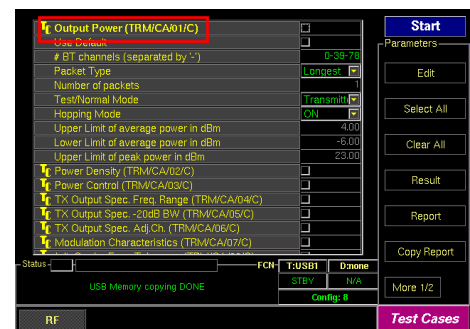 Output Power (TRM/CA/01/C)
Use Default
# BT channels (separated by '-') 0-39-78
Packet Type Longest
Number of packets 1
Test/Normal Mode Transmitt
Hopping Mode ON
Upper Limit of average power in dBm 4.00
Lower Limit of average power in dBm -6.00
Upper Limit of peak power in dBm 23.00
Power Density (TRM/CA/02/C)
Power Control (TRM/CA/03/C)
TX Output Spec. Freq. Range (TRM/CA/04/C)
TX Output Spec. -20dB BW (TRM/CA/05/C)
TX Output Spec. Adj.Ch. (TRM/CA/06/C)
Modulation Characteristics (TRM/CA/07/C)
Status
FCN
T:USB1 D:none
STBY N/A
USB Memory copying DONE
Config: 8
RF
Start
Parameters
Edit
Select All
Clear All
Result
Report
Copy Report
More 1/2
Test Cases